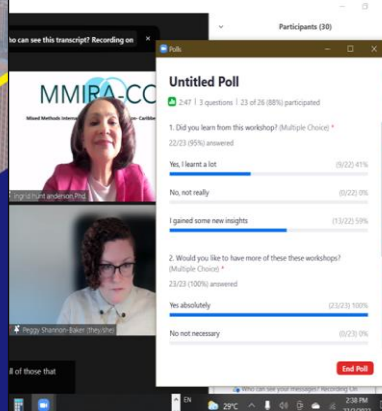 ho can see this transcript? Recording on
×
Participants (30)
MMIRA-CC
Ingrid hunt anderson Phd
Peggy Shannon-Baker (they/she)
ll of those that
Polls
Untitled Poll
2:47 | 3 questions | 23 of 26 (88%) participated
1. Did you learn from this workshop? (Multiple Choice) *
22/23 (95%) answered
Yes, I learnt a lot (9/22) 41%
No, not really (0/22) 0%
I gained some new insights (13/22) 59%
2. Would you like to have more of these these workshops?
(Multiple Choice) *
23/23 (100%) answered
Yes absolutely (23/23) 100%
No not necessary (0/23) 0%
End Poll
Who can see your messages? Recording On
EN
29°C
2:38 PM